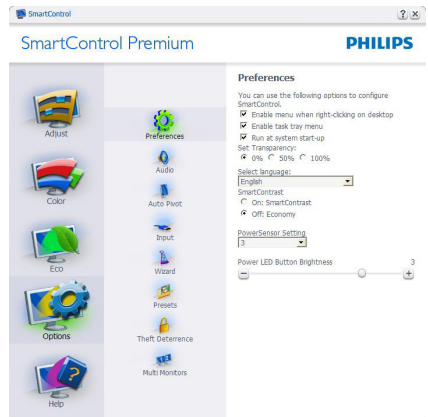 SmartControl
SmartControl Premium
PHILIPS
Adjust
Color
Eco
Options
Help
Preferences
Audio
Auto Pivot
Input
Wizard
Presets
Theft Deterrence
Multi Monitors
Preferences
You can use the following options to configure
SmartControl.
Enable menu when right-clicking on desktop
Enable task tray menu
Run at system start-up
Set Transparency:
0% 50% 100%
Select language:
English
SmartContrast
On: SmartContrast
Off: Economy
PowerSensor Setting
3
Power LED Button Brightness 3